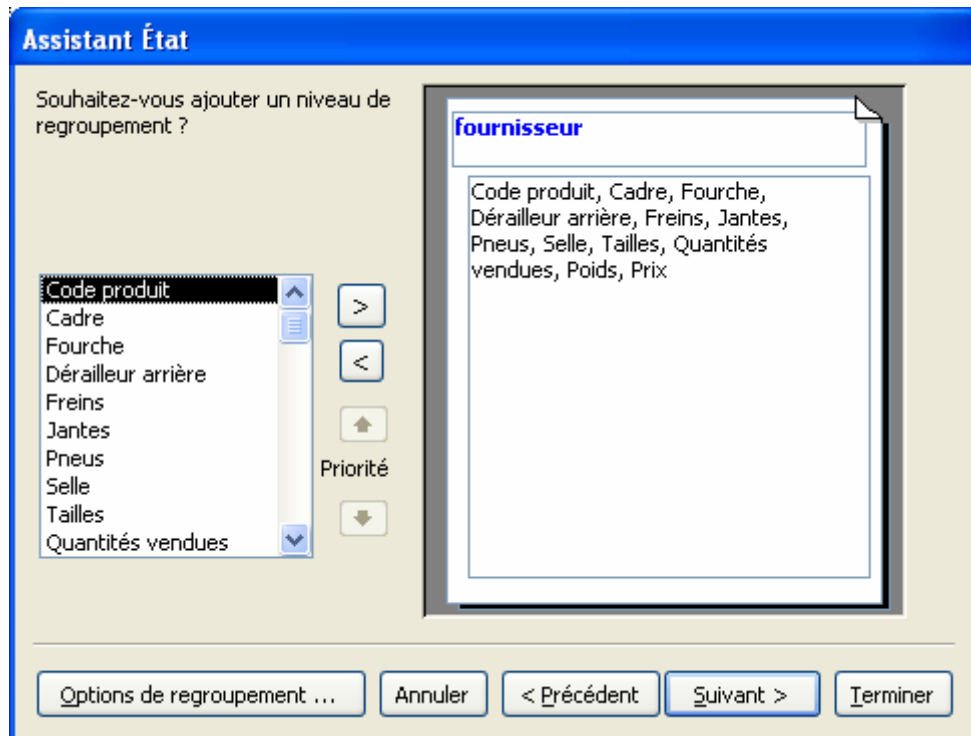 Assistant État
Souhaitez-vous ajouter un niveau de
regroupement ?
fournisseur
Code produit, Cadre, Fourche,
Dérailleur arrière, Freins, Jantes,
Pneus, Selle, Tailles, Quantités
vendues, Poids, Prix
Code produit
Cadre
Fourche
Dérailleur arrière
Freins
Jantes
Pneus
Selle
Tailles
Quantités vendues
>
<
Priorité
Options de regroupement ...
Annuler
< Précédent
Suivant >
Terminer